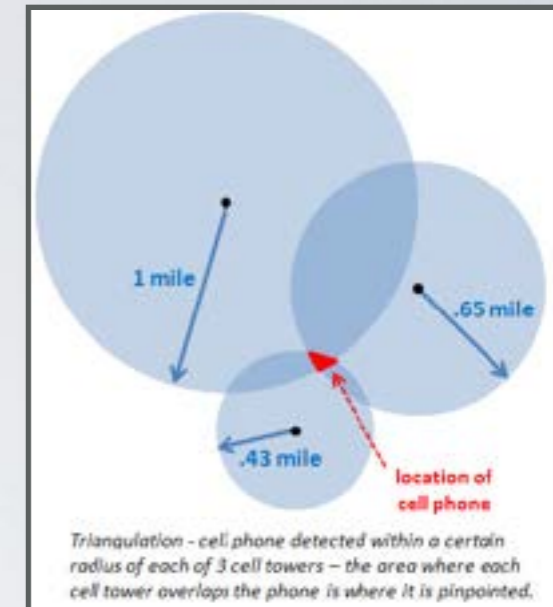 1 mile
.65 mile
.43 mile
location of
cell phone
Triangulation - cell phone detected within a certain
radius of each of 3 cell towers – the area where each
cell tower overlaps the phone is where it is pinpointed.